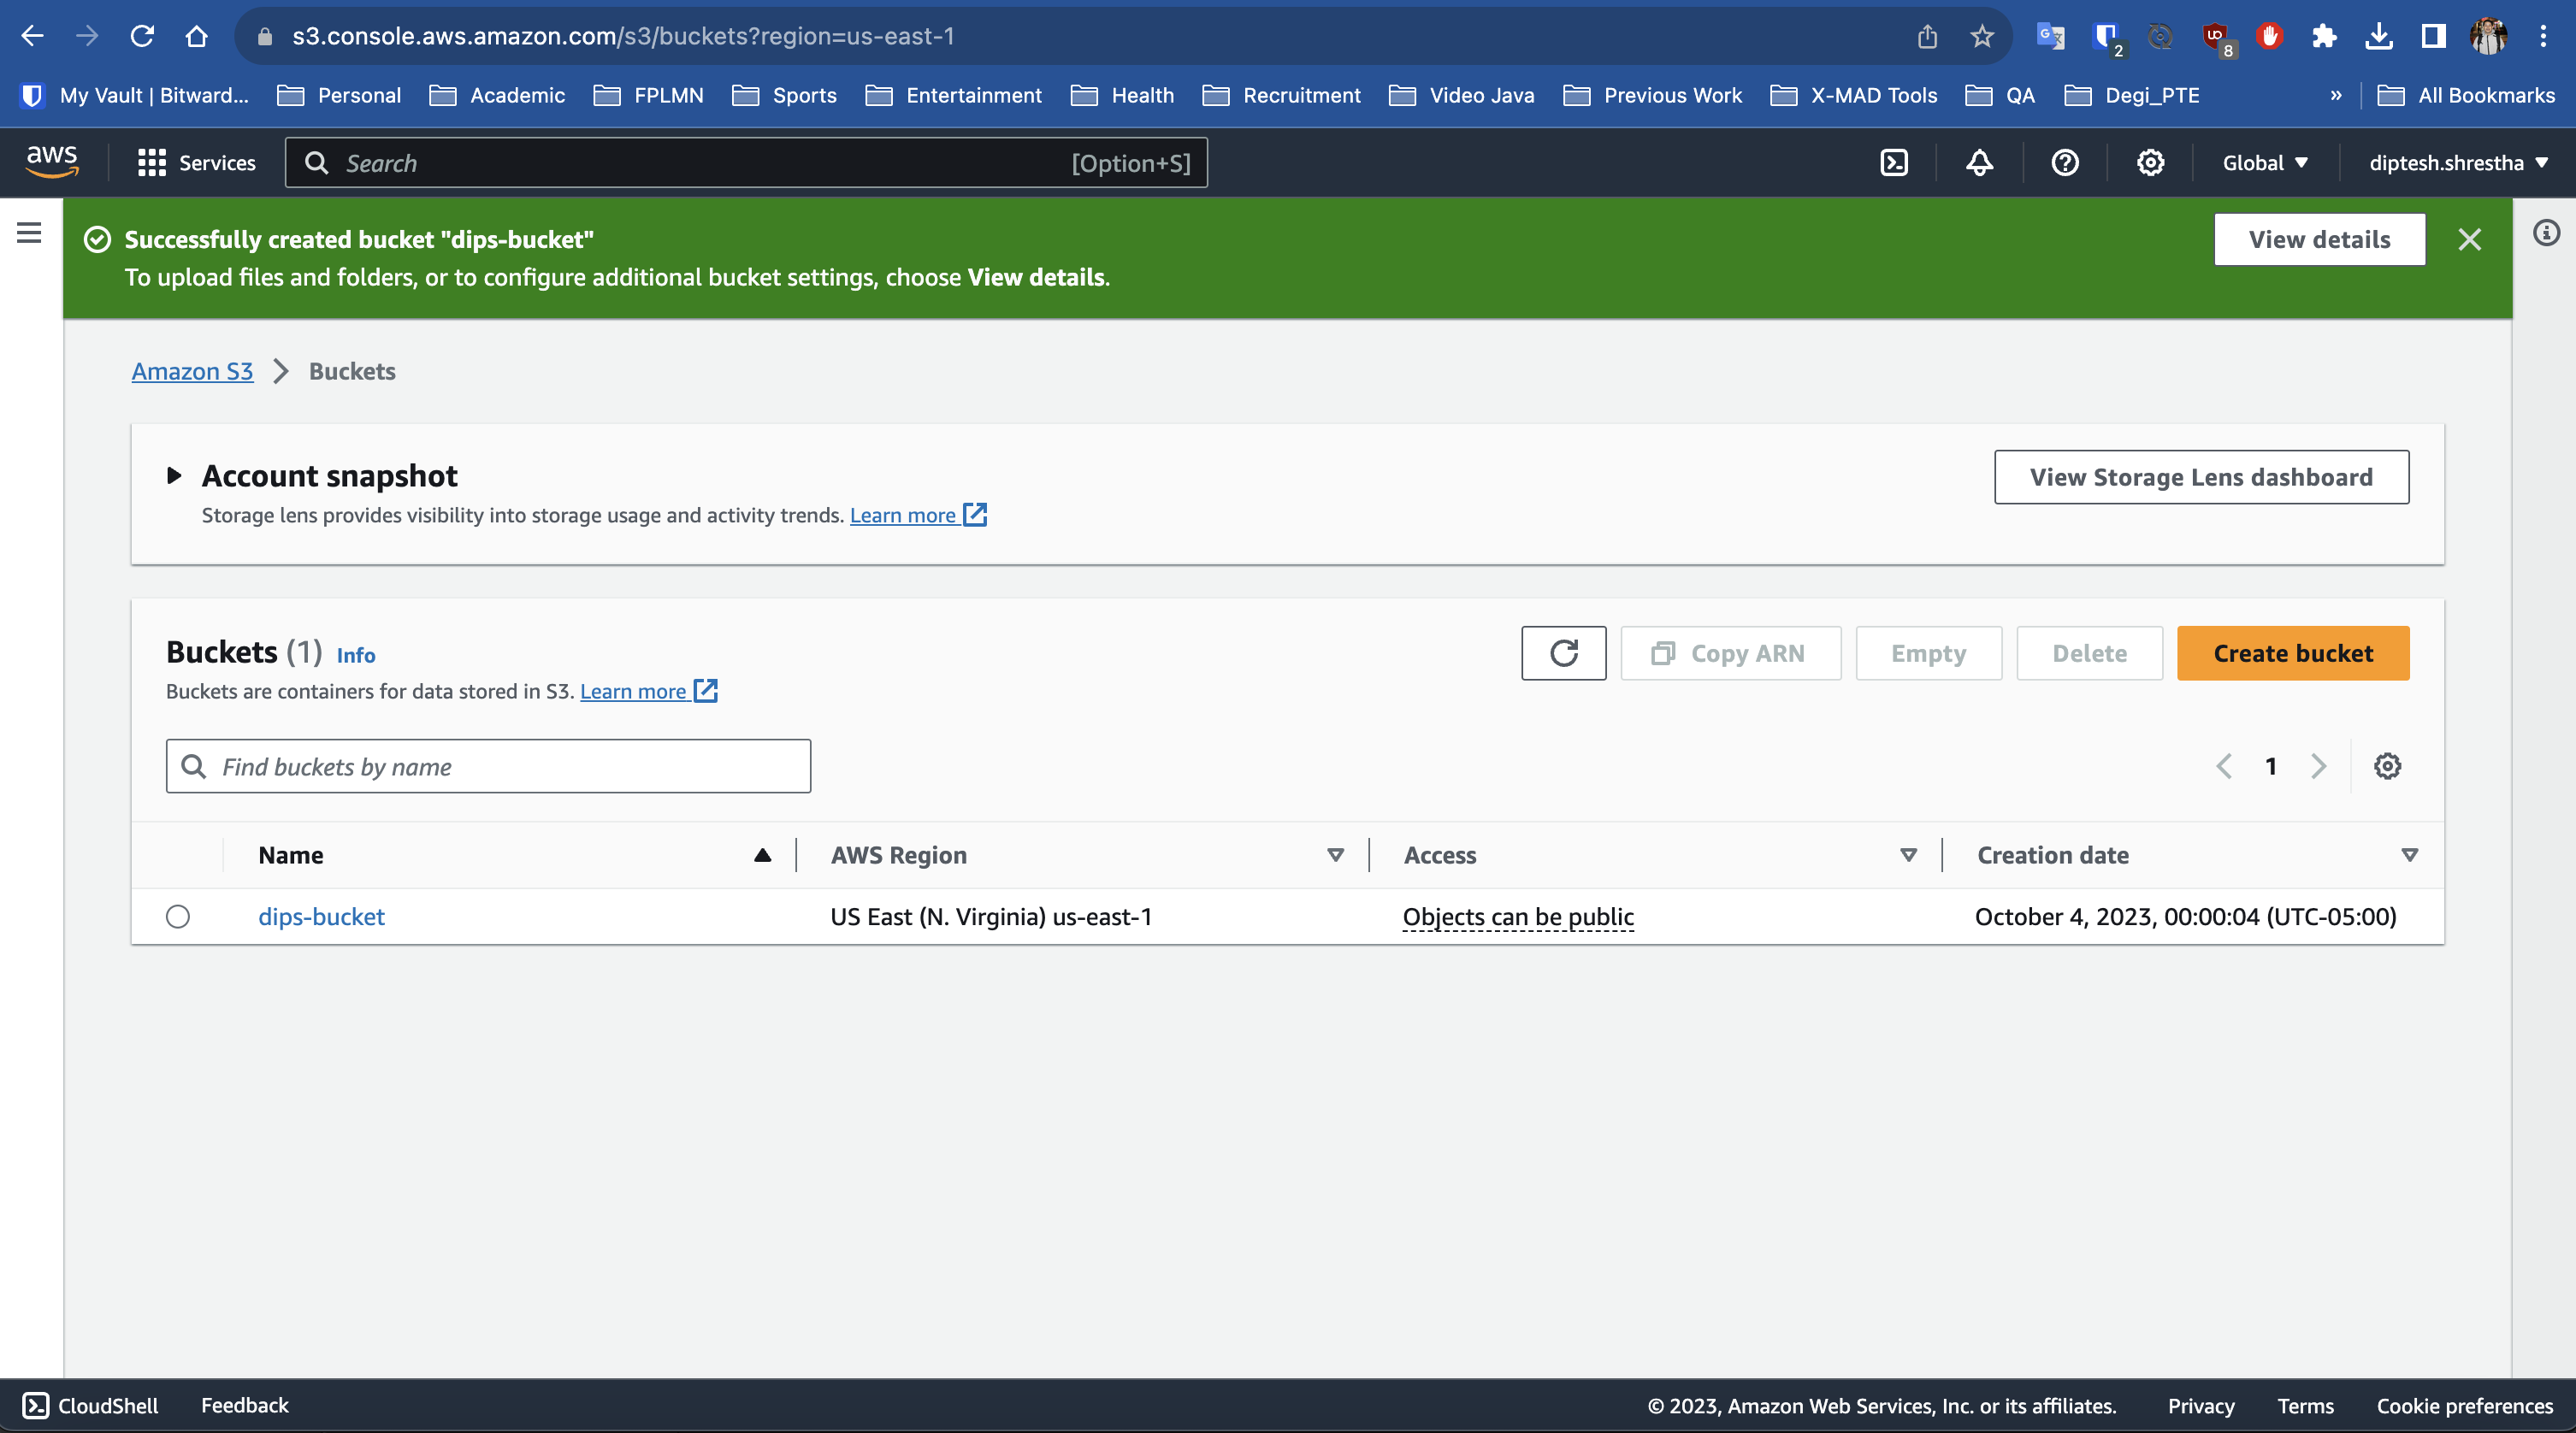 s3.console.aws.amazon.com/s3/buckets?region=us-east-1
2
8
My Vault | Bitward...
Personal
Academic
FPLMN
Sports
Entertainment
Health
Recruitment
Video Java
Previous Work
X-MAD Tools
QA
Degi_PTE
»
All Bookmarks
aws
Services
Search
[Option+S]
Global
diptesh.shrestha
Successfully created bucket "dips-bucket"
To upload files and folders, or to configure additional bucket settings, choose View details.
View details
Amazon S3
Buckets
Account snapshot
Storage lens provides visibility into storage usage and activity trends. Learn more
View Storage Lens dashboard
Buckets (1) Info
Buckets are containers for data stored in S3. Learn more
Copy ARN
Empty
Delete
Create bucket
Find buckets by name
1
Name
AWS Region
Access
Creation date
dips-bucket
US East (N. Virginia) us-east-1
Objects can be public
October 4, 2023, 00:00:04 (UTC-05:00)
CloudShell
Feedback
© 2023, Amazon Web Services, Inc. or its affiliates.
Privacy
Terms
Cookie preferences